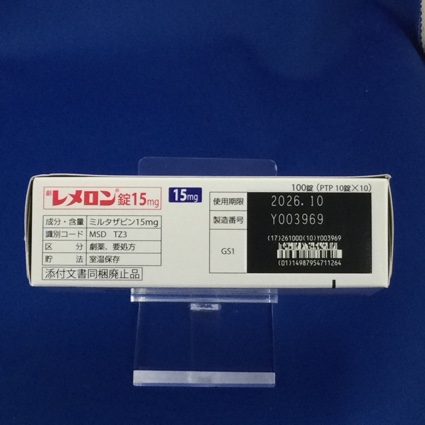 劇 レメロン錠15mg
15mg
成分・含量 ミルタザピン15mg
識別コード MSD TZ3
区分 劇薬、要処方
貯法 室温保存
添付文書同梱廃止品
100錠 (PTP 10錠×10)
使用期限 2026.10
製造番号 Y003969
GS1
(17)261000(10)Y003969
(01)14987954711264